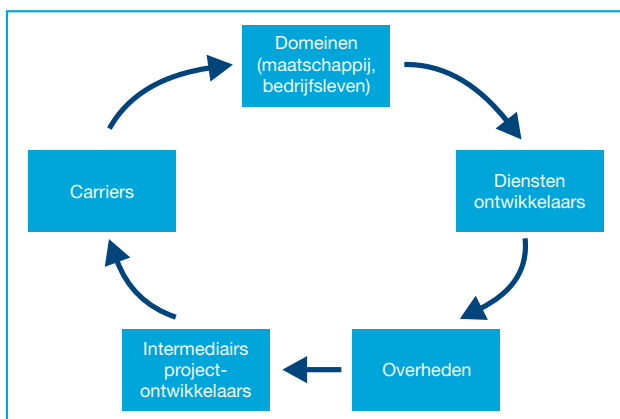 Domeinen
(maatschappij,
bedrijfsleven)
Diensten
ontwikkelaars
Overheden
Intermediairs
project-
ontwikkelaars
Carriers